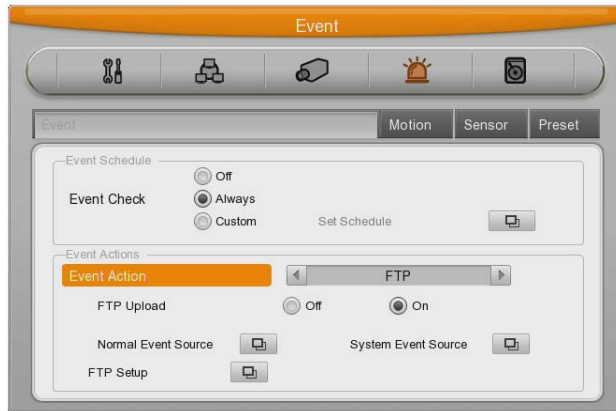 Event
Event Motion Sensor Preset
Event Schedule
Off
Event Check Always
Custom Set Schedule
Event Actions
Event Action FTP
FTP Upload Off On
Normal Event Source System Event Source
FTP Setup